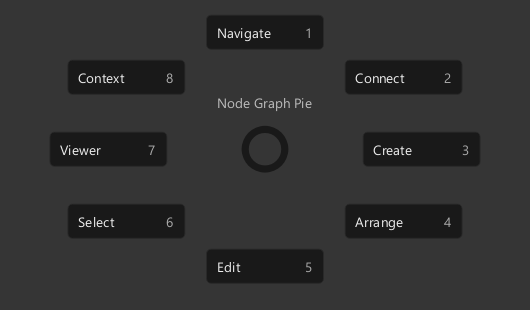 Navigate 1
Context 8
Connect 2
Node Graph Pie
Viewer 7
Create 3
Select 6
Arrange 4
Edit 5